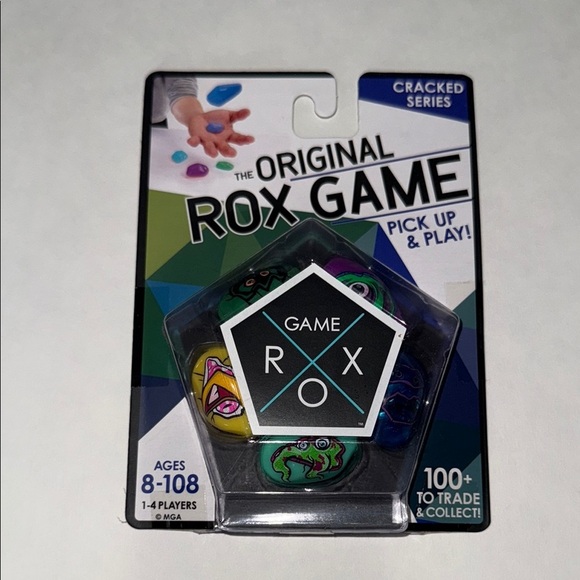 CRACKED
SERIES
THE ORIGINAL
ROX GAME
PICK UP
& PLAY!
GAME
R X
O
TM
AGES
8-108
1-4 PLAYERS
© MGA
100+
TO TRADE
& COLLECT!